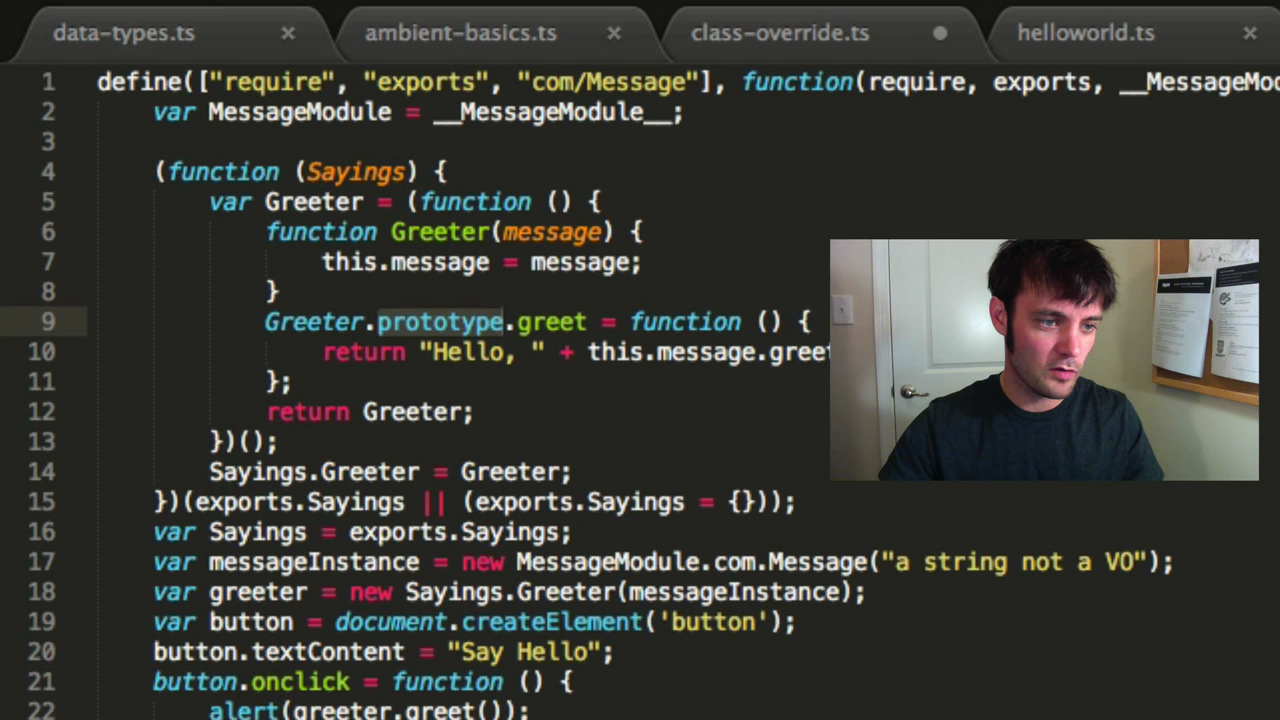 data-types.ts × ambient-basics.ts × class-override.ts helloworld.ts ×
1 define(["require", "exports", "com/Message"], function(require, exports, __MessageMod
2 var MessageModule = __MessageModule__;
3
4 (function (Sayings) {
5 var Greeter = (function () {
6 function Greeter(message) {
7 this.message = message;
8 }
9 Greeter.prototype.greet = function () {
10 return "Hello, " + this.message.greet
11 };
12 return Greeter;
13 })();
14 Sayings.Greeter = Greeter;
15 })(exports.Sayings || (exports.Sayings = {}));
16 var Sayings = exports.Sayings;
17 var messageInstance = new MessageModule.com.Message("a string not a VO");
18 var greeter = new Sayings.Greeter(messageInstance);
19 var button = document.createElement('button');
20 button.textContent = "Say Hello";
21 button.onclick = function () {
22 alert(greeter.greet());